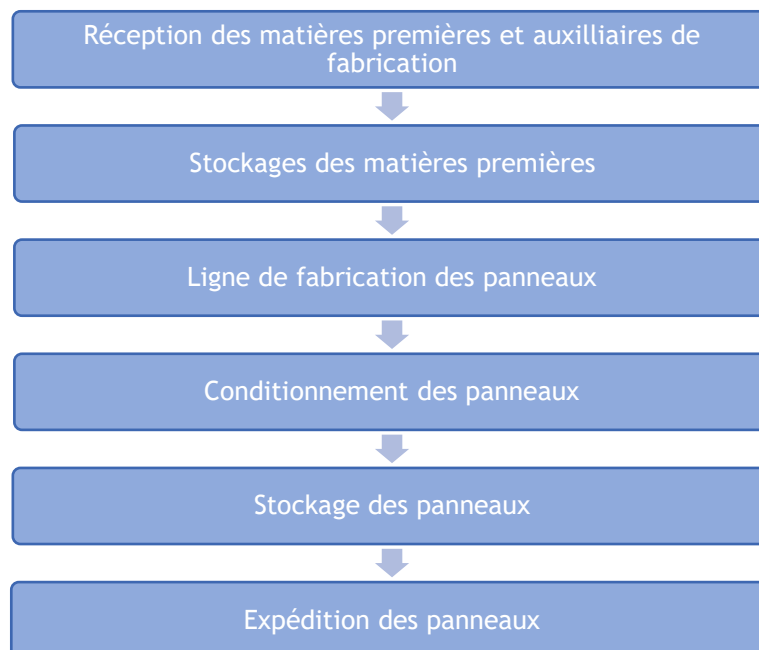 Réception des matières premières et auxilliaires de
fabrication
Stockages des matières premières
Ligne de fabrication des panneaux
Conditionnement des panneaux
Stockage des panneaux
Expédition des panneaux